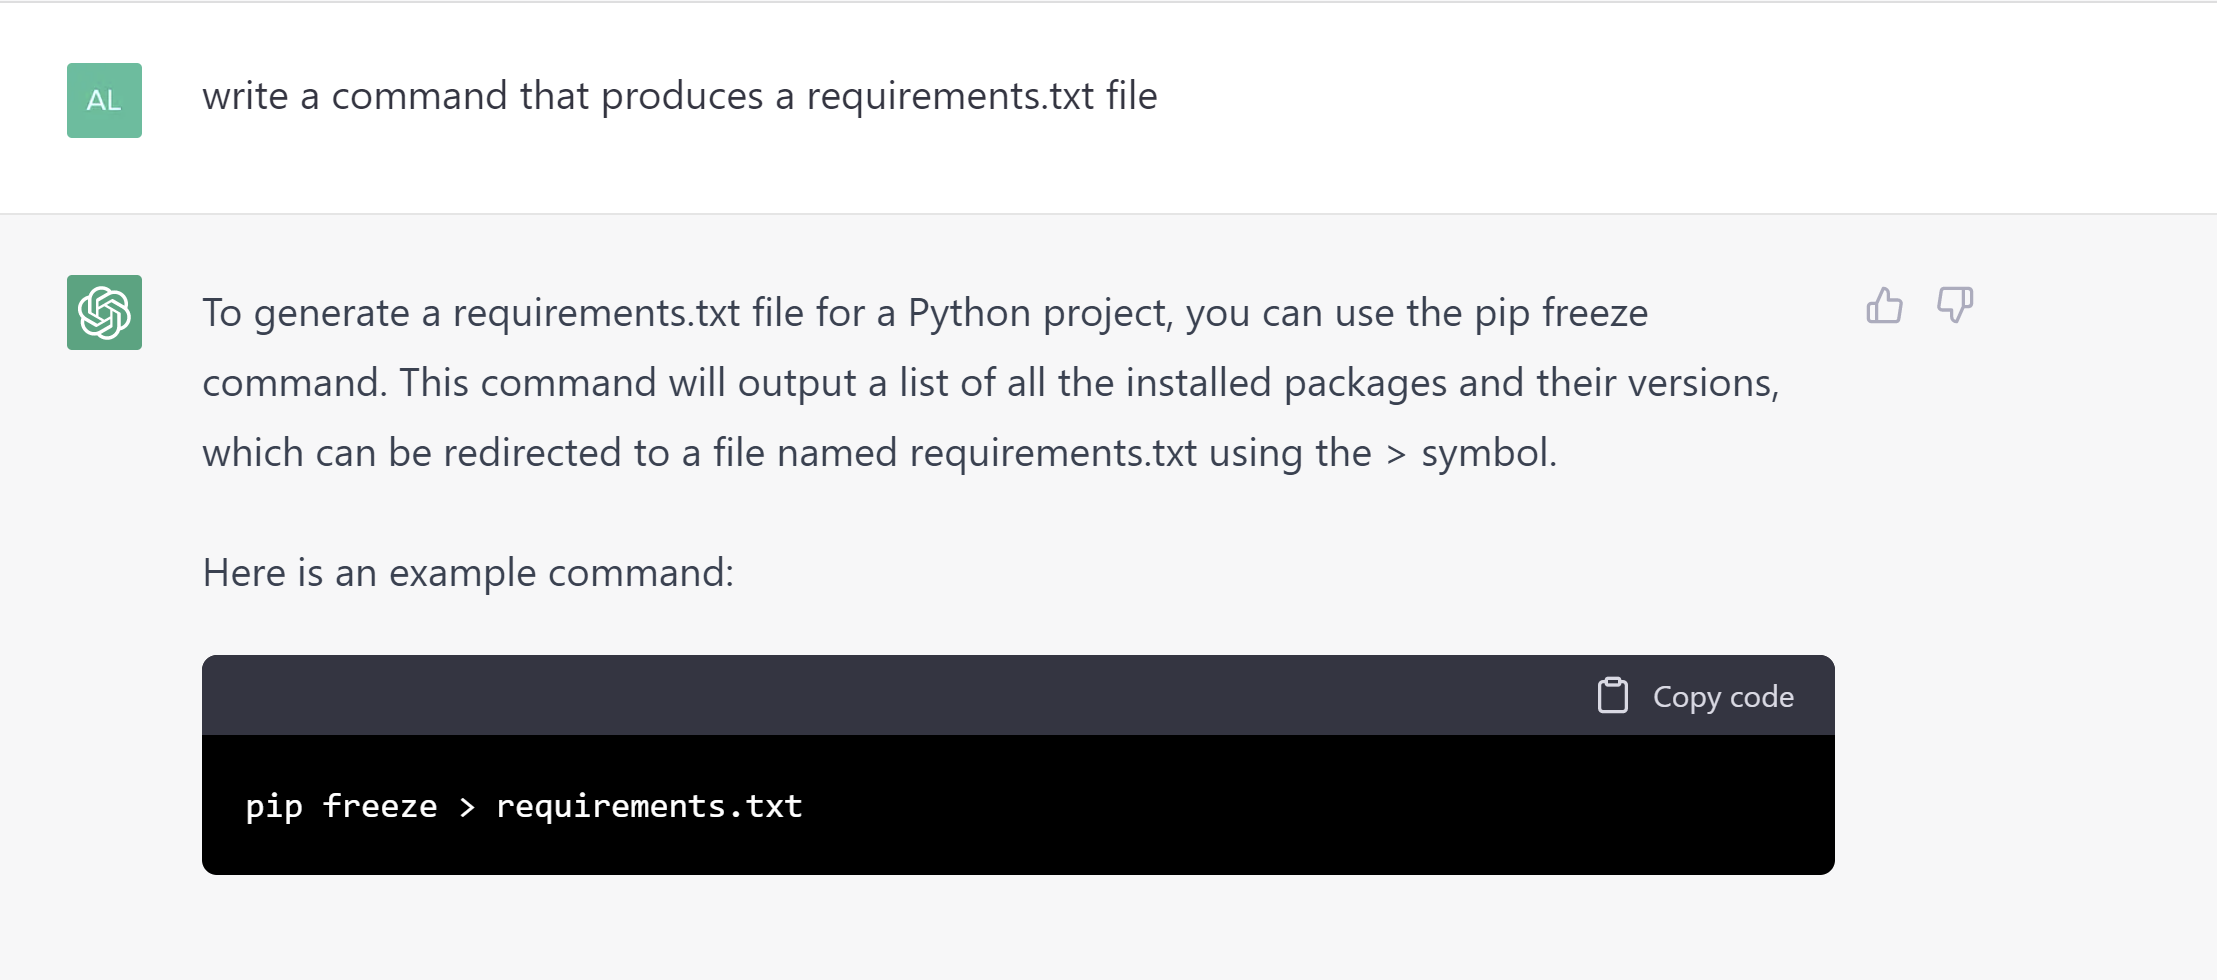 AL
write a command that produces a requirements.txt file
To generate a requirements.txt file for a Python project, you can use the pip freeze
command. This command will output a list of all the installed packages and their versions,
which can be redirected to a file named requirements.txt using the > symbol.
Here is an example command:
Copy code
pip freeze > requirements.txt